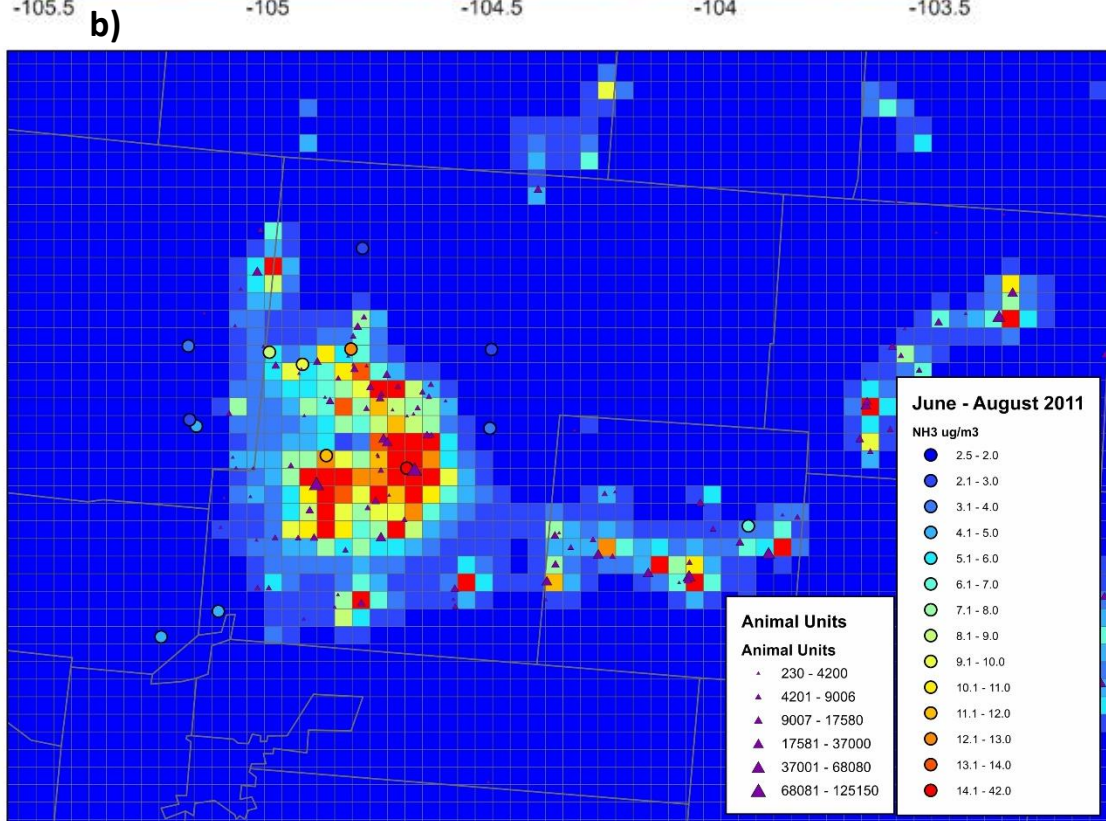 -105.5 -105 -104.5 -104 -103.5
b)
June - August 2011
NH3 ug/m3
2.5 - 2.0
2.1 - 3.0
3.1 - 4.0
4.1 - 5.0
5.1 - 6.0
6.1 - 7.0
7.1 - 8.0
8.1 - 9.0
9.1 - 10.0
10.1 - 11.0
11.1 - 12.0
12.1 - 13.0
13.1 - 14.0
14.1 - 42.0
Animal Units
Animal Units
230 - 4200
4201 - 9006
9007 - 17580
17581 - 37000
37001 - 68080
68081 - 125150